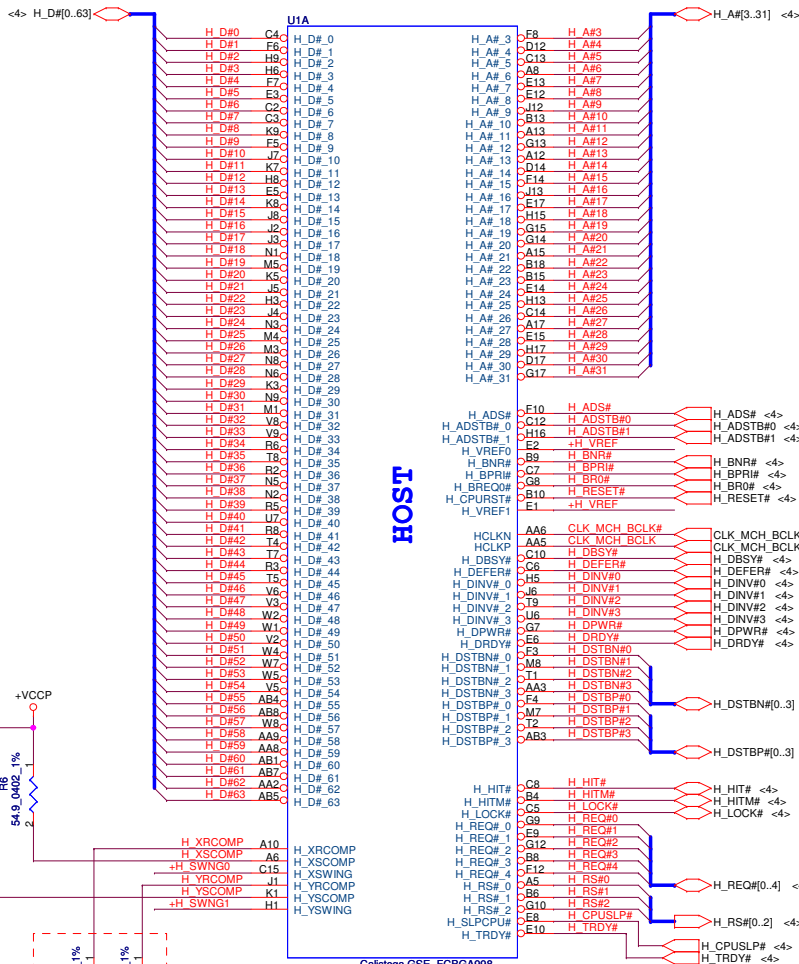 <4> H_D#[0..63]
U1A
H_A#[3..31] <4>
H_D#0 C4 H_D#_0
H_D#1 F6 H_D#_1
H_D#2 H9 H_D#_2
H_D#3 H6 H_D#_3
H_D#4 F7 H_D#_4
H_D#5 E3 H_D#_5
H_D#6 C2 H_D#_6
H_D#7 C3 H_D#_7
H_D#8 K9 H_D#_8
H_D#9 F5 H_D#_9
H_D#10 J7 H_D#_10
H_D#11 K7 H_D#_11
H_D#12 H8 H_D#_12
H_D#13 E5 H_D#_13
H_D#14 K8 H_D#_14
H_D#15 J8 H_D#_15
H_D#16 J2 H_D#_16
H_D#17 J3 H_D#_17
H_D#18 N1 H_D#_18
H_D#19 M5 H_D#_19
H_D#20 K5 H_D#_20
H_D#21 J5 H_D#_21
H_D#22 H3 H_D#_22
H_D#23 J4 H_D#_23
H_D#24 N3 H_D#_24
H_D#25 M4 H_D#_25
H_D#26 M3 H_D#_26
H_D#27 N8 H_D#_27
H_D#28 N6 H_D#_28
H_D#29 K3 H_D#_29
H_D#30 N9 H_D#_30
H_D#31 M1 H_D#_31
H_D#32 V8 H_D#_32
H_D#33 V9 H_D#_33
H_D#34 R6 H_D#_34
H_D#35 T8 H_D#_35
H_D#36 R2 H_D#_36
H_D#37 N5 H_D#_37
H_D#38 N2 H_D#_38
H_D#39 R5 H_D#_39
H_D#40 U7 H_D#_40
H_D#41 R8 H_D#_41
H_D#42 T4 H_D#_42
H_D#43 T7 H_D#_43
H_D#44 R3 H_D#_44
H_D#45 T5 H_D#_45
H_D#46 V6 H_D#_46
H_D#47 V3 H_D#_47
H_D#48 W2 H_D#_48
H_D#49 W1 H_D#_49
H_D#50 V2 H_D#_50
H_D#51 W4 H_D#_51
H_D#52 W7 H_D#_52
H_D#53 W5 H_D#_53
H_D#54 V5 H_D#_54
H_D#55 AB4 H_D#_55
H_D#56 AB8 H_D#_56
H_D#57 W8 H_D#_57
H_D#58 AA9 H_D#_58
H_D#59 AA8 H_D#_59
H_D#60 AB1 H_D#_60
H_D#61 AB7 H_D#_61
H_D#62 AA2 H_D#_62
H_D#63 AB5 H_D#_63
H_XRCOMP A10 H_XRCOMP
H_XSCOMP A6 H_XSCOMP
+H_SWNG0 C15 H_XSWING
H_YRCOMP J1 H_YRCOMP
H_YSCOMP K1 H_YSCOMP
+H_SWNG1 H1 H_YSWING
+VCCP
R6
54.9_0402_1%
1
2
HOST
H_A#_3 F8 H_A#3
H_A#_4 D12 H_A#4
H_A#_5 C13 H_A#5
H_A#_6 A8 H_A#6
H_A#_7 E13 H_A#7
H_A#_8 E12 H_A#8
H_A#_9 J12 H_A#9
H_A#_10 B13 H_A#10
H_A#_11 A13 H_A#11
H_A#_12 G13 H_A#12
H_A#_13 A12 H_A#13
H_A#_14 D14 H_A#14
H_A#_15 F14 H_A#15
H_A#_16 J13 H_A#16
H_A#_17 E17 H_A#17
H_A#_18 H15 H_A#18
H_A#_19 G15 H_A#19
H_A#_20 G14 H_A#20
H_A#_21 A15 H_A#21
H_A#_22 B18 H_A#22
H_A#_23 B15 H_A#23
H_A#_24 E14 H_A#24
H_A#_25 H13 H_A#25
H_A#_26 C14 H_A#26
H_A#_27 A17 H_A#27
H_A#_28 E15 H_A#28
H_A#_29 H17 H_A#29
H_A#_30 D17 H_A#30
H_A#_31 G17 H_A#31
H_ADS# F10 H_ADS# H_ADS# <4>
H_ADSTB#_0 C12 H_ADSTB#0 H_ADSTB#0 <4>
H_ADSTB#_1 H16 H_ADSTB#1 H_ADSTB#1 <4>
H_VREF0 E2 +H_VREF
H_BNR# B9 H_BNR# H_BNR# <4>
H_BPRI# C7 H_BPRI# H_BPRI# <4>
H_BREQ0# G8 H_BR0# H_BR0# <4>
H_CPURST# B10 H_RESET# H_RESET# <4>
H_VREF1 E1 +H_VREF
HCLKN AA6 CLK_MCH_BCLK# CLK_MCH_BCLK#
HCLKP AA5 CLK_MCH_BCLK CLK_MCH_BCLK
H_DBSY# C10 H_DBSY# H_DBSY# <4>
H_DEFER# C6 H_DEFER# H_DEFER# <4>
H_DINV#_0 H5 H_DINV#0 H_DINV#0 <4>
H_DINV#_1 J6 H_DINV#1 H_DINV#1 <4>
H_DINV#_2 T9 H_DINV#2 H_DINV#2 <4>
H_DINV#_3 U6 H_DINV#3 H_DINV#3 <4>
H_DPWR# G7 H_DPWR# H_DPWR# <4>
H_DRDY# E6 H_DRDY# H_DRDY# <4>
H_DSTBN#_0 F3 H_DSTBN#0
H_DSTBN#_1 M8 H_DSTBN#1
H_DSTBN#_2 T1 H_DSTBN#2
H_DSTBN#_3 AA3 H_DSTBN#3
H_DSTBN#[0..3]
H_DSTBP#_0 F4 H_DSTBP#0
H_DSTBP#_1 M7 H_DSTBP#1
H_DSTBP#_2 T2 H_DSTBP#2
H_DSTBP#_3 AB3 H_DSTBP#3
H_DSTBP#[0..3]
H_HIT# C8 H_HIT# H_HIT# <4>
H_HITM# B4 H_HITM# H_HITM# <4>
H_LOCK# C5 H_LOCK# H_LOCK# <4>
H_REQ#_0 G9 H_REQ#0
H_REQ#_1 E9 H_REQ#1
H_REQ#_2 G12 H_REQ#2
H_REQ#_3 B8 H_REQ#3
H_REQ#_4 F12 H_REQ#4
H_REQ#[0..4] <
H_RS#_0 A5 H_RS#0
H_RS#_1 B6 H_RS#1
H_RS#_2 G10 H_RS#2
H_RS#[0..2] <4>
H_SLPCPU# E8 H_CPUSLP# H_CPUSLP# <4>
H_TRDY# E10 H_TRDY# H_TRDY# <4>
_1% 1
_1% 1